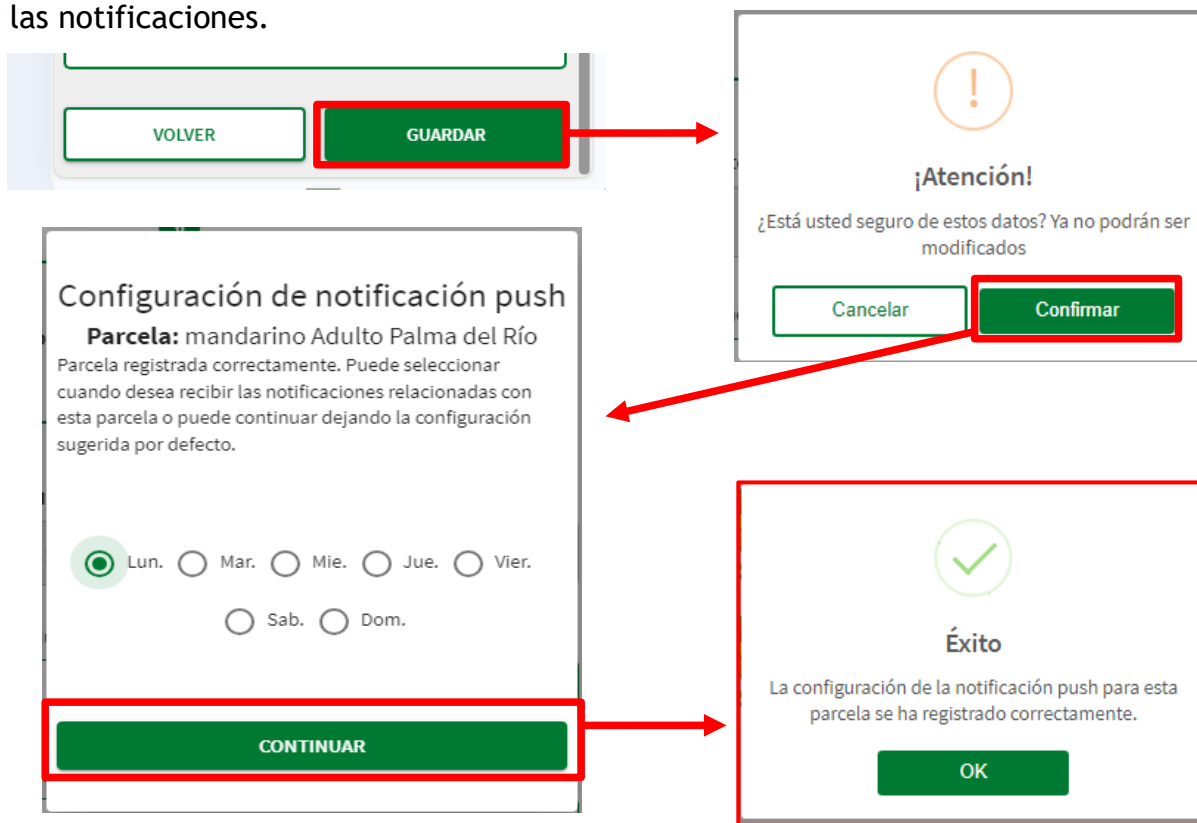 las notificaciones.
VOLVER
GUARDAR
!
¡Atención!
¿Está usted seguro de estos datos? Ya no podrán ser
modificados
Cancelar
Confirmar
Configuración de notificación push
Parcela: mandarino Adulto Palma del Río
Parcela registrada correctamente. Puede seleccionar
cuando desea recibir las notificaciones relacionadas con
esta parcela o puede continuar dejando la configuración
sugerida por defecto.
Lun. Mar. Mie. Jue. Vier.
Sab. Dom.
CONTINUAR
Éxito
La configuración de la notificación push para esta
parcela se ha registrado correctamente.
OK